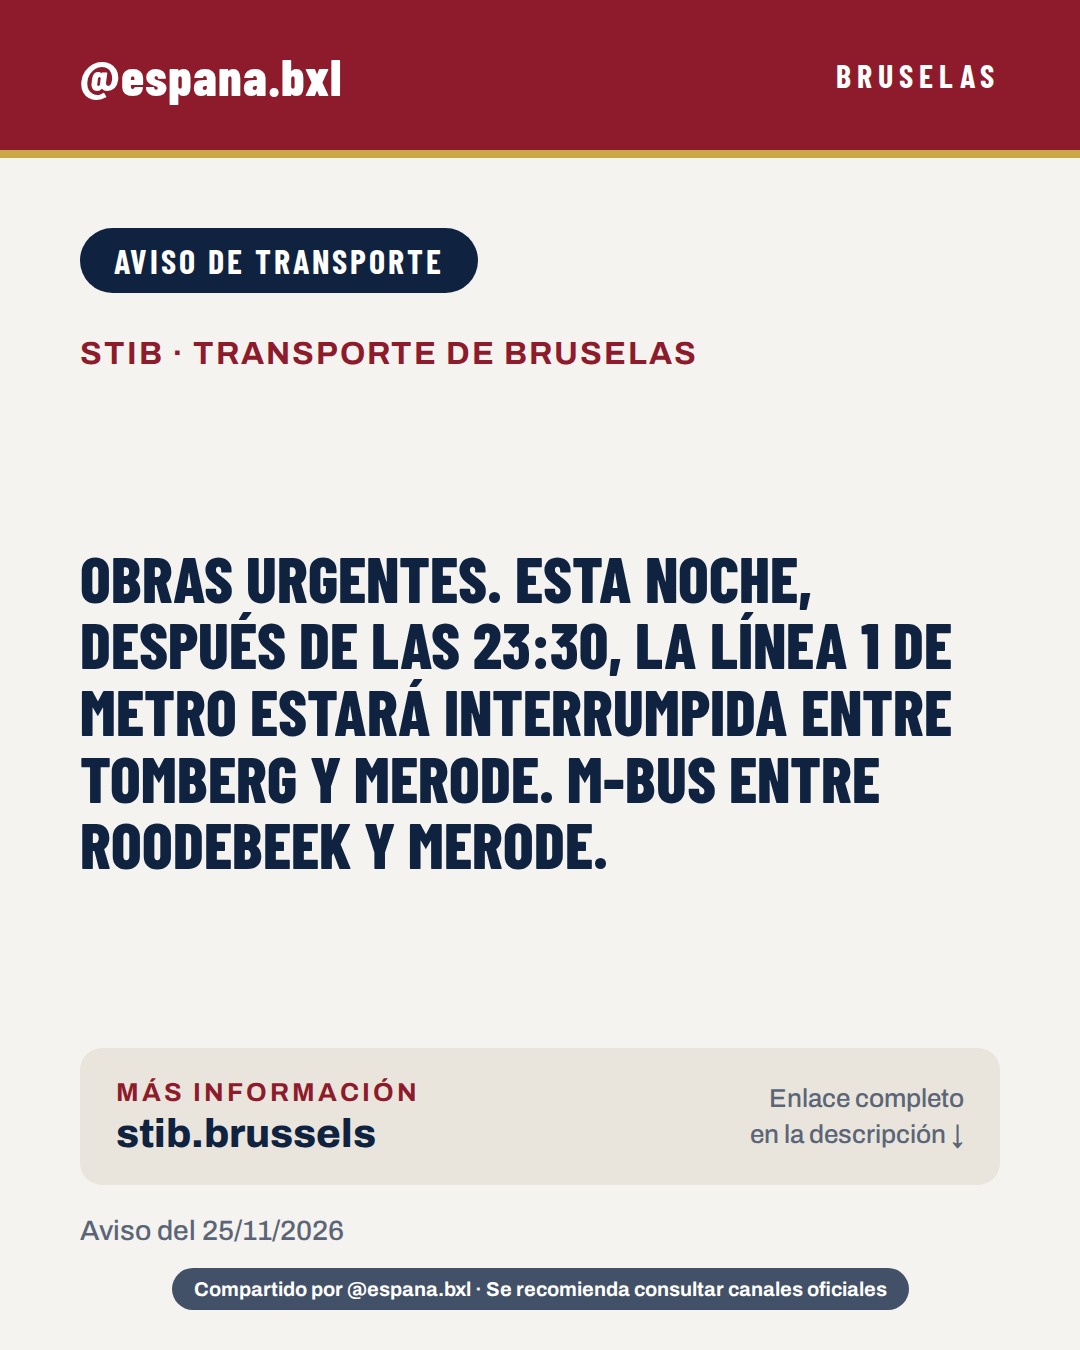 @espana.bxl
BRUSELAS
AVISO DE TRANSPORTE
STIB · TRANSPORTE DE BRUSELAS
OBRAS URGENTES. ESTA NOCHE,
DESPUÉS DE LAS 23:30, LA LÍNEA 1 DE
METRO ESTARÁ INTERRUMPIDA ENTRE
TOMBERG Y MERODE. M-BUS ENTRE
ROODEBEEK Y MERODE.
MÁS INFORMACIÓN
stib.brussels
Enlace completo
en la descripción ↓
Aviso del 25/11/2026
Compartido por @espana.bxl · Se recomienda consultar canales oficiales